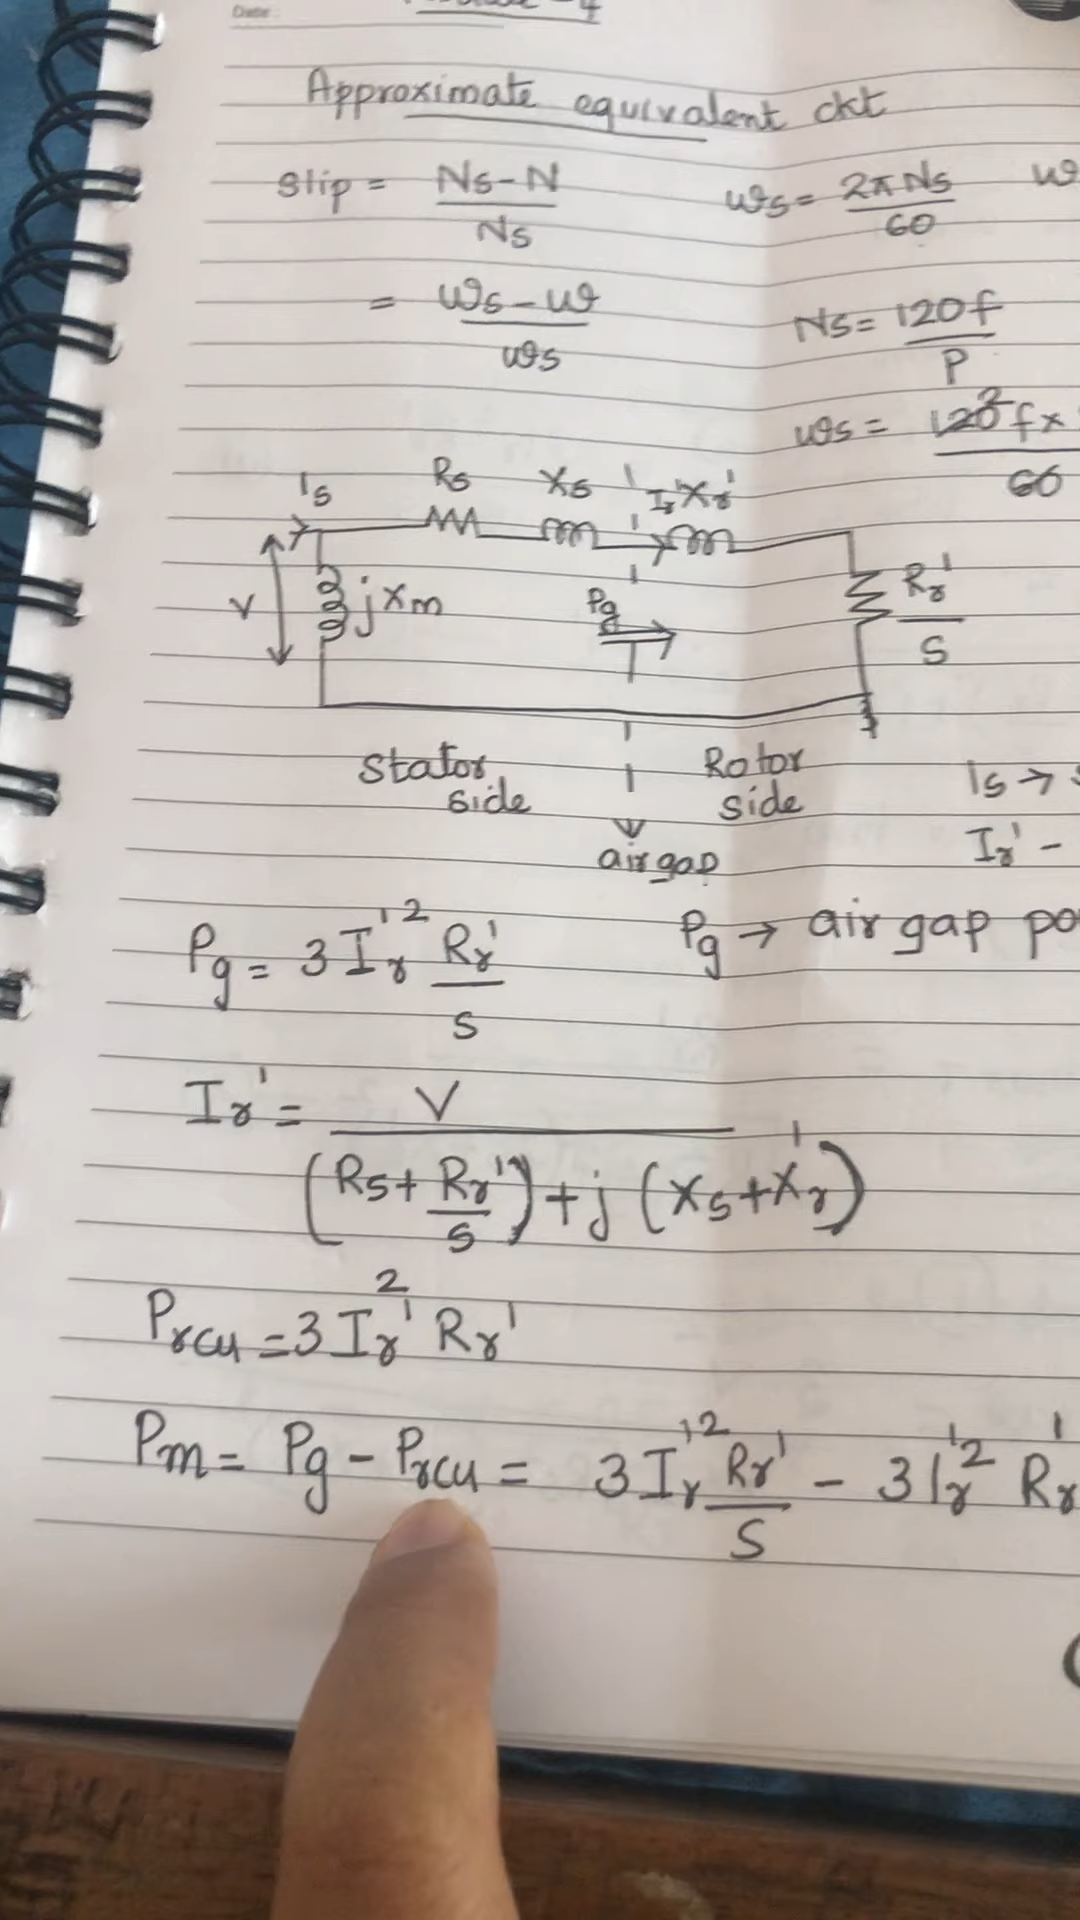 Date :
Approximate equivalent ckt
Slip = Ns-N / Ns
ωs = 2πNs / 60
= ωs-ω / ωs
Ns = 120f / P
ωs = 120 2 f x / 60
Is Rs Xs Ir' Xr'
V jXm Pg Rr' / S
Stator side
Rotor side
air gap
Is →
Ir' -
Pg = 3 Ir'² Rr' / s
Pg → air gap po
Ir' = V / (Rs + Rr' / s) + j (Xs + Xr')
Prcu = 3 Ir'² Rr'
Pm = Pg - Prcu = 3 Ir'² Rr' / S - 3 Ir'² Rr'